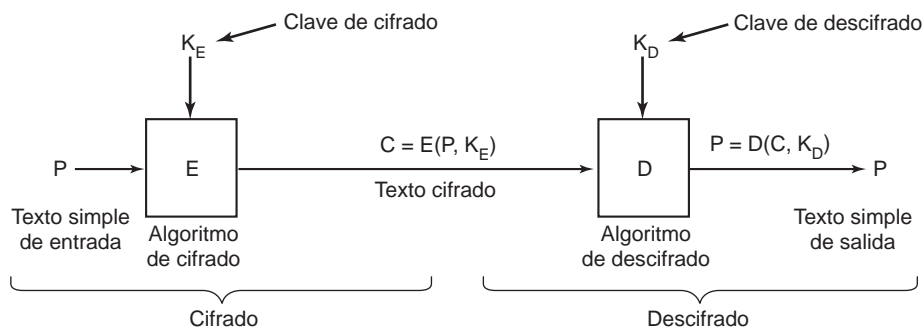 Clave de cifrado
Clave de descifrado
K_E
K_D
C = E(P, K_E)
P = D(C, K_D)
P
E
D
P
Texto cifrado
Texto simple
de entrada
Algoritmo
de cifrado
Algoritmo
de descifrado
Texto simple
de salida
Cifrado
Descifrado